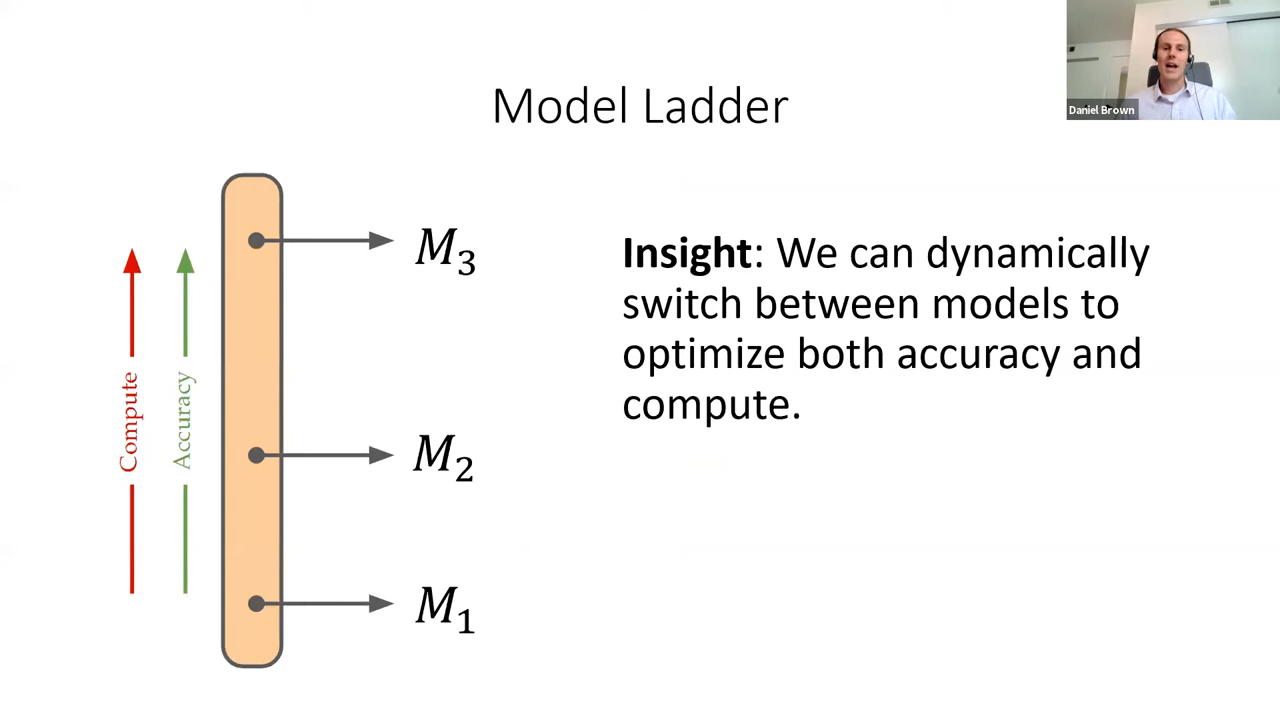 Daniel Brown
Model Ladder
Compute
Accuracy
M₃
M₂
M₁
Insight: We can dynamically
switch between models to
optimize both accuracy and
compute.